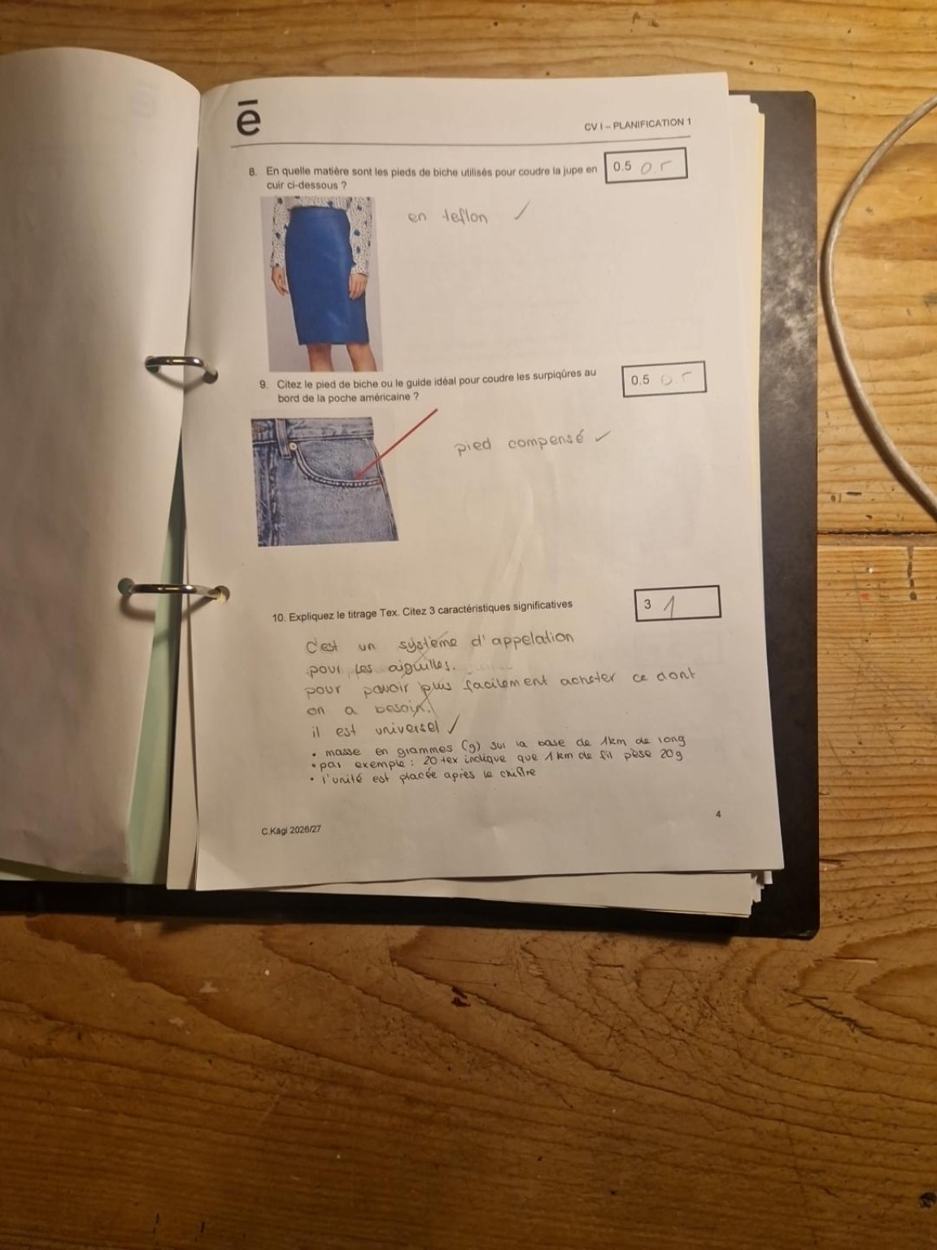 ē
CV I – PLANIFICATION 1
8. En quelle matière sont les pieds de biche utilisés pour coudre la jupe en
cuir ci-dessous ?
0.5 0.5
en teflon ✓
9. Citez le pied de biche ou le guide idéal pour coudre les surpiqûres au
bord de la poche américaine ?
0.5 0.5
pied compensé ✓
10. Expliquez le titrage Tex. Citez 3 caractéristiques significatives
3 1
C'est un système d'appelation
pour les aiguilles.
pour pouvoir plus facilement acheter ce dont
on a besoin.
il est universel ✓
• masse en grammes (g) sur la base de 1km de long
• par exemple : 20 tex indique que 1 km de fil pèse 20g
• l'unité est placée après le chiffre
C.Kägi 2026/27
4